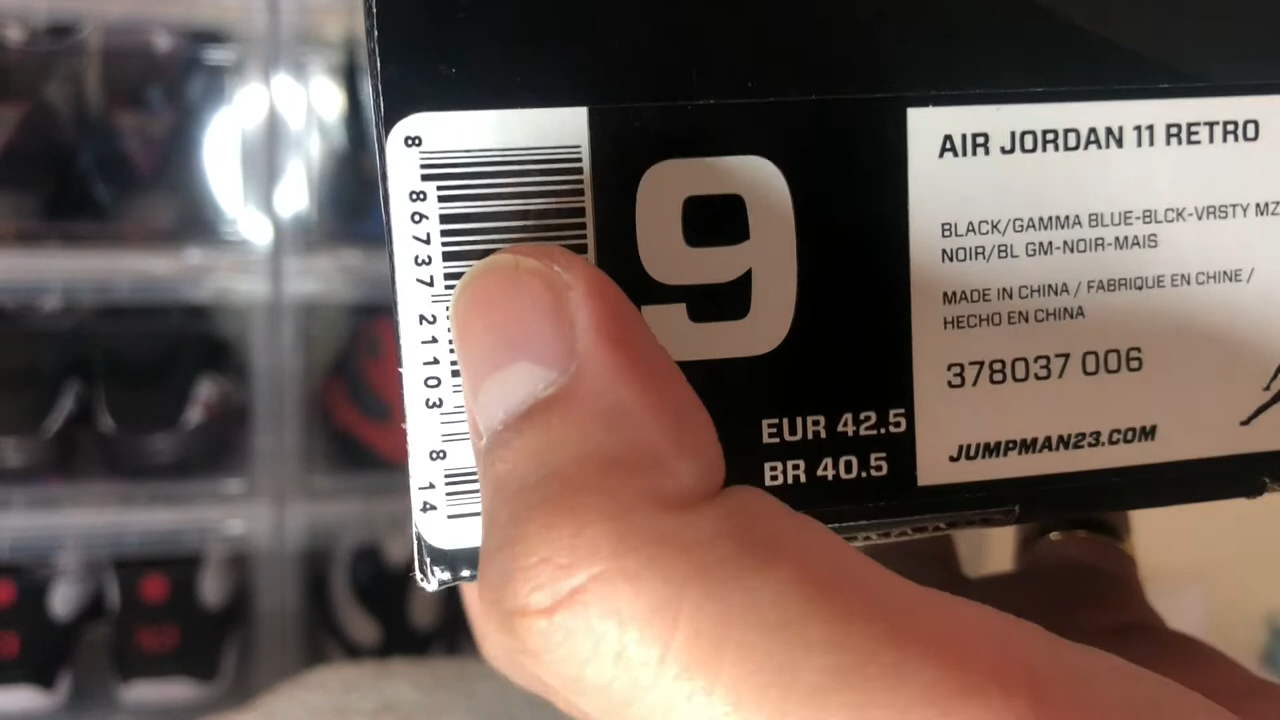 8 86737 21103 8 14
9
EUR 42.5
BR 40.5
AIR JORDAN 11 RETRO
BLACK/GAMMA BLUE-BLCK-VRSTY MZ
NOIR/BL GM-NOIR-MAIS
MADE IN CHINA / FABRIQUE EN CHINE /
HECHO EN CHINA
378037 006
JUMPMAN23.COM